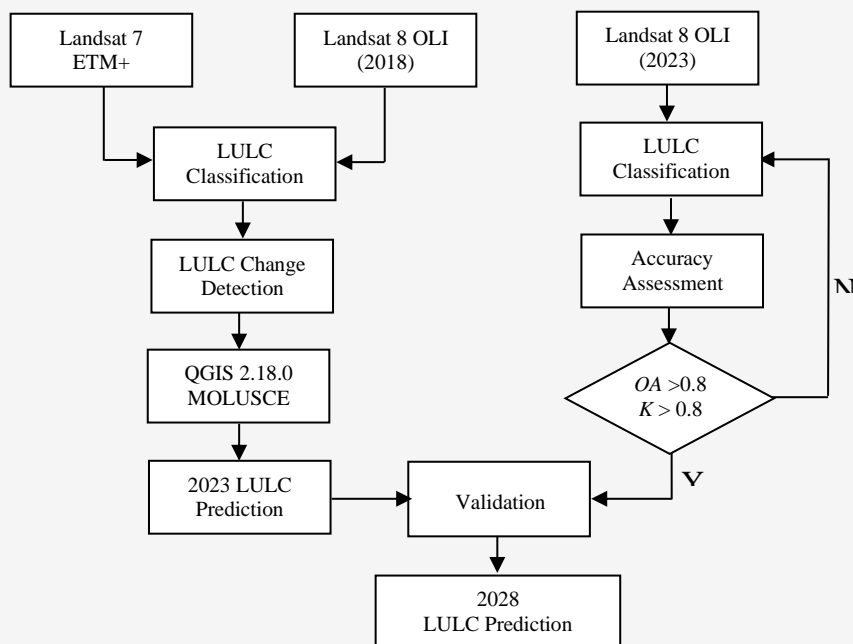 Landsat 7
ETM+
Landsat 8 OLI
(2018)
Landsat 8 OLI
(2023)
LULC
Classification
LULC
Classification
LULC Change
Detection
Accuracy
Assessment
N
QGIS 2.18.0
MOLUSCE
OA >0.8
K > 0.8
2023 LULC
Prediction
Validation
Y
2028
LULC Prediction